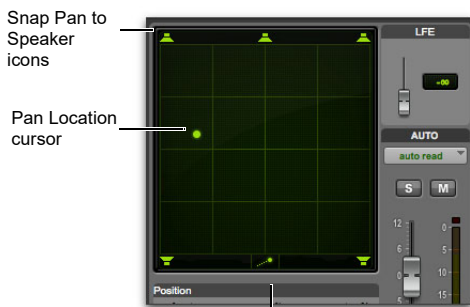 Snap Pan to
Speaker
icons
Pan Location
cursor
LFE
-∞
AUTO
auto read
S M
12
6
0
5
0
5
10
15
Position